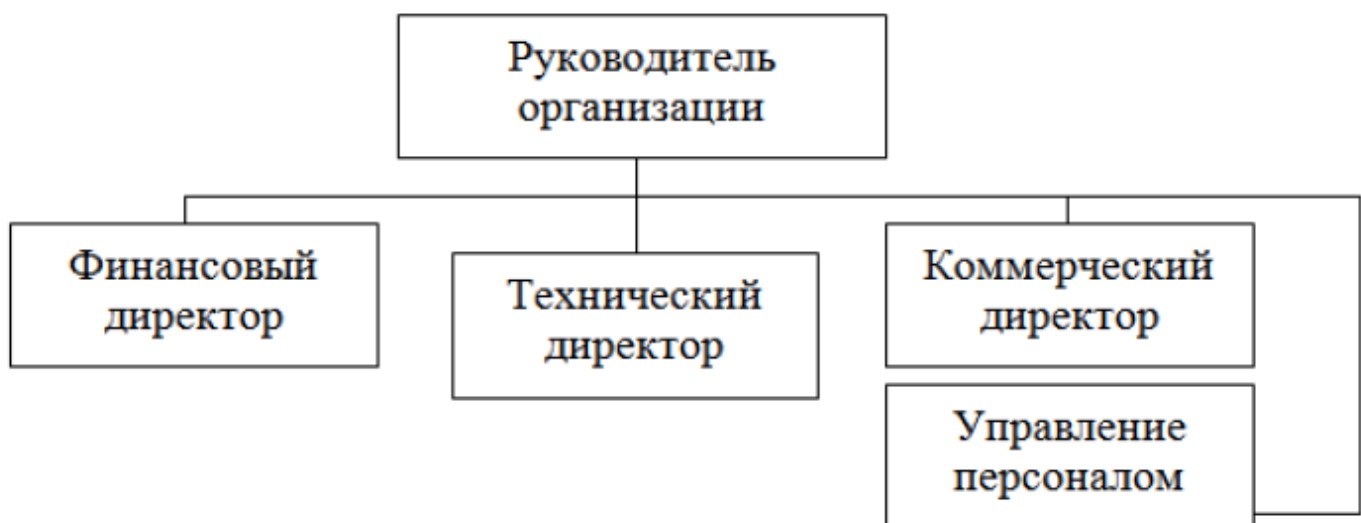 Руководитель
организации
Финансовый
директор
Технический
директор
Коммерческий
директор
Управление
персоналом